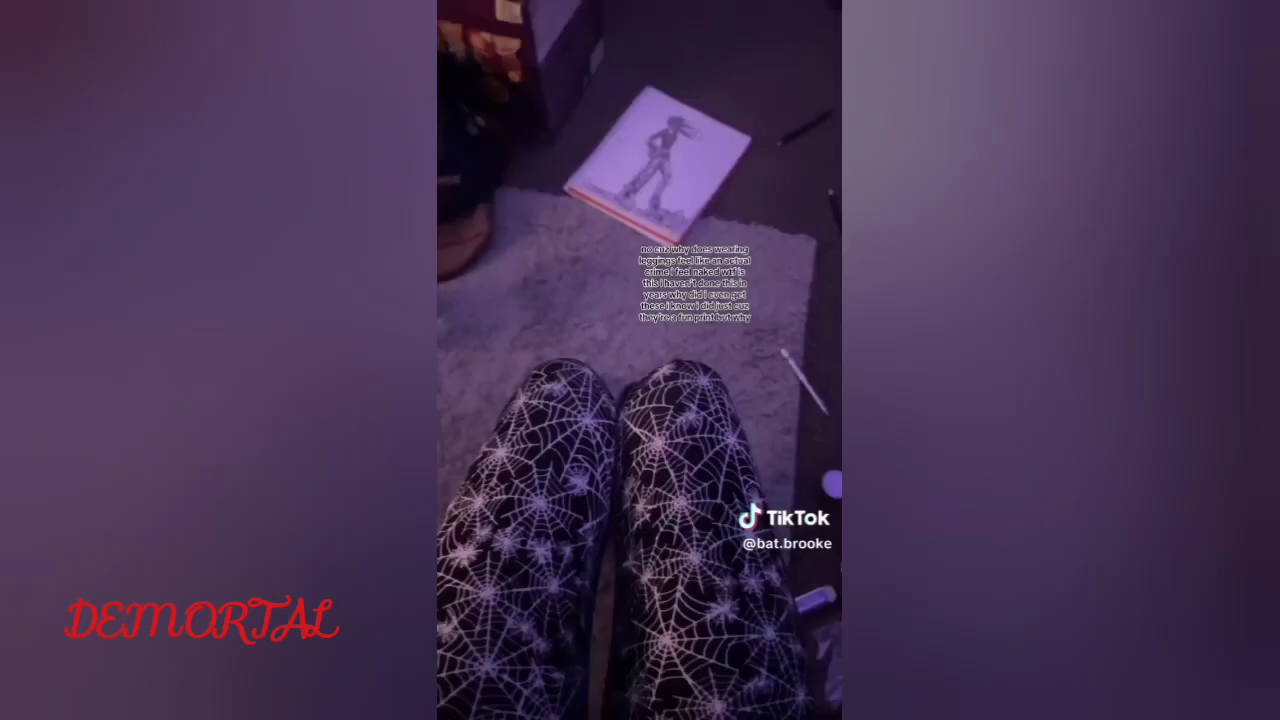 no cuz why does wearing
leggings feel like an actual
crime i feel naked wtf is
this i haven't done this in
years why did i even get
these i know i did just cuz
they're a fun print but why
TikTok
@bat.brooke
DEMORTAL